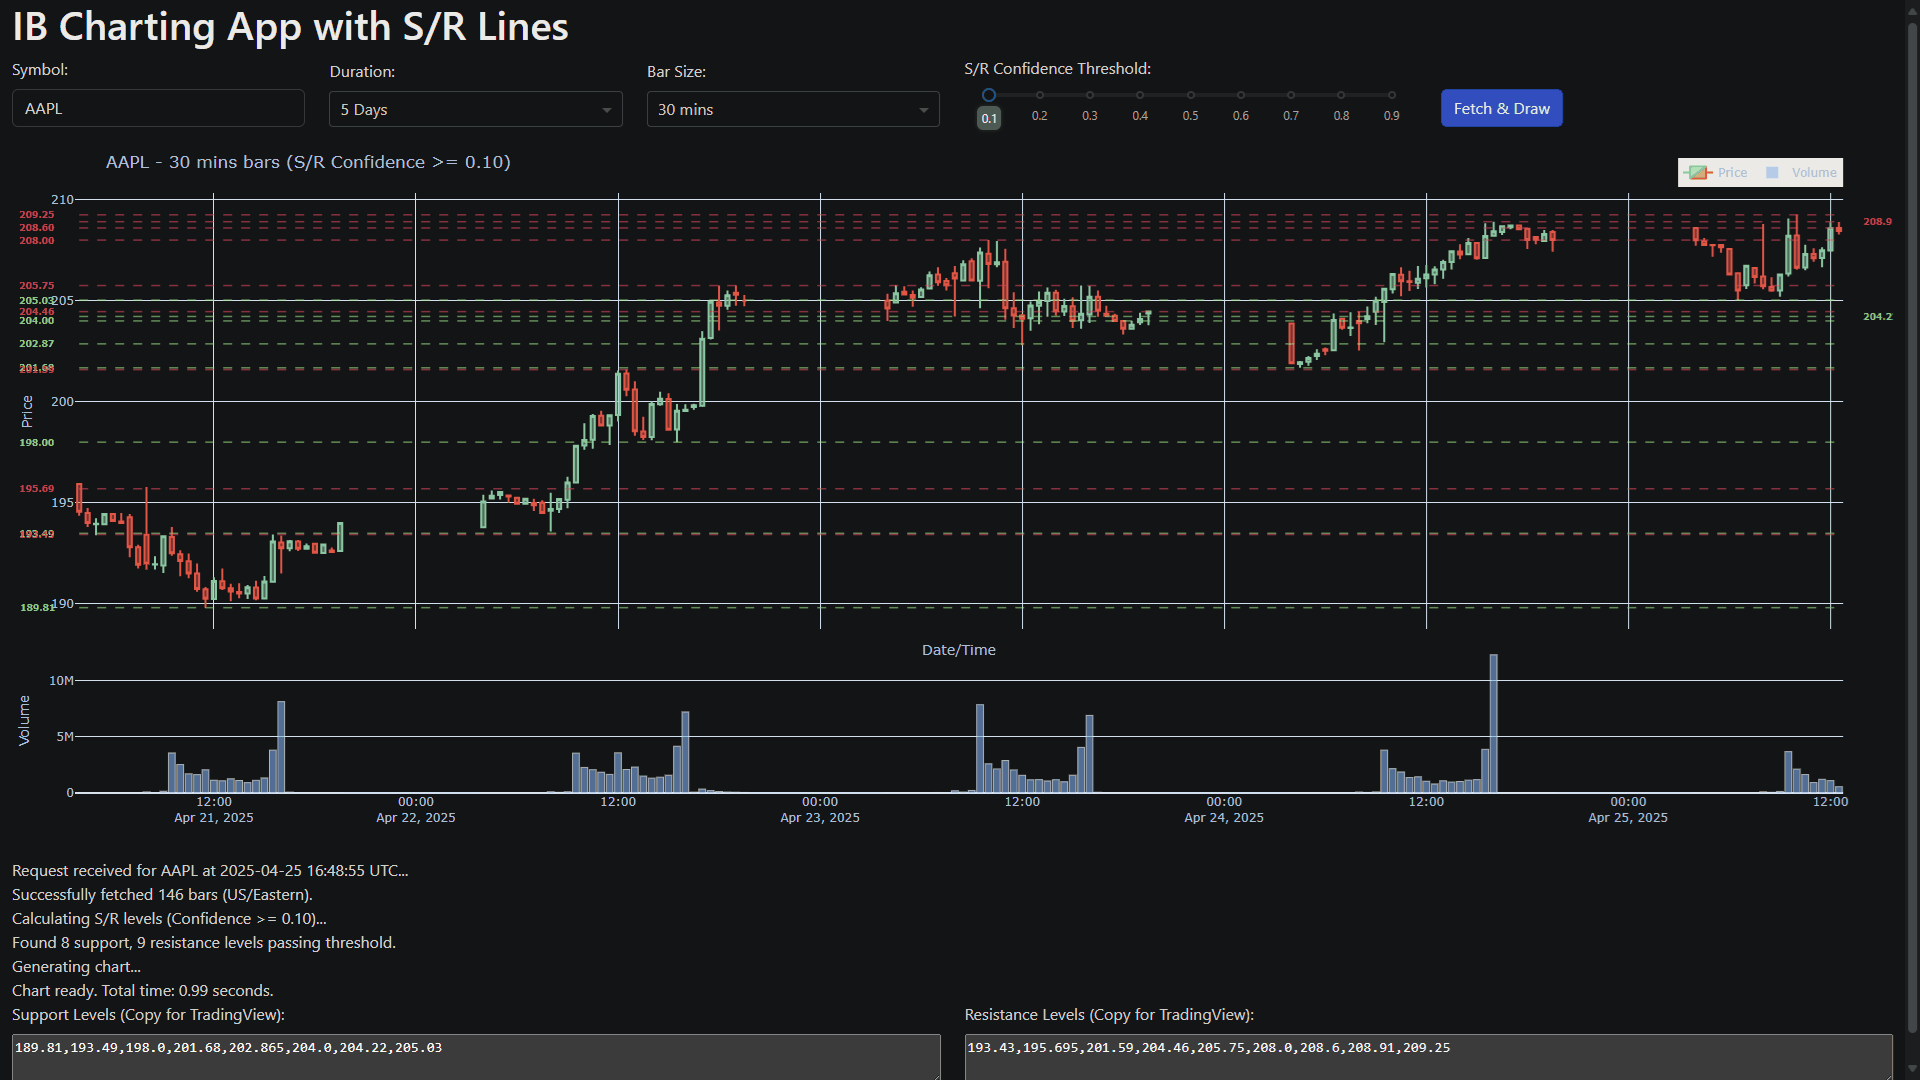 IB Charting App with S/R Lines
Symbol:
Duration:
Bar Size:
S/R Confidence Threshold:
AAPL
5 Days
30 mins
0.1 0.2 0.3 0.4 0.5 0.6 0.7 0.8 0.9
Fetch & Draw
AAPL - 30 mins bars (S/R Confidence >= 0.10)
Price Volume
210
209.25
208.9
208.60
208.00
205.75
205.03
205
204.46
204.2
204.00
202.87
201.68
200
Price
198.00
195.69
195
193.49
190
189.81
Date/Time
10M
5M
0
Volume
12:00 00:00 12:00 00:00 12:00 00:00 12:00 00:00 12:00
Apr 21, 2025 Apr 22, 2025 Apr 23, 2025 Apr 24, 2025 Apr 25, 2025
Request received for AAPL at 2025-04-25 16:48:55 UTC...
Successfully fetched 146 bars (US/Eastern).
Calculating S/R levels (Confidence >= 0.10)...
Found 8 support, 9 resistance levels passing threshold.
Generating chart...
Chart ready. Total time: 0.99 seconds.
Support Levels (Copy for TradingView):
189.81,193.49,198.0,201.68,202.865,204.0,204.22,205.03
Resistance Levels (Copy for TradingView):
193.43,195.695,201.59,204.46,205.75,208.0,208.6,208.91,209.25